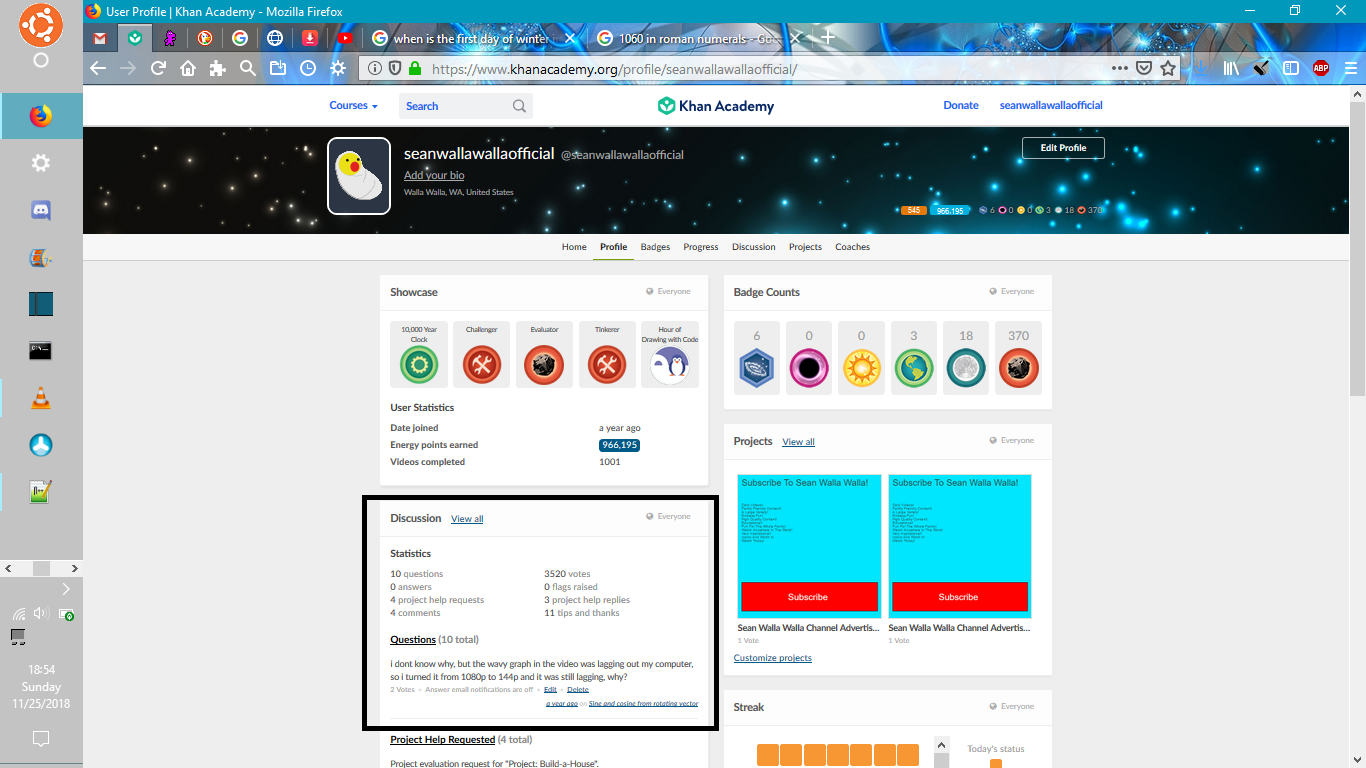 User Profile | Khan Academy - Mozilla Firefox
when is the first day of winter
1060 in roman numerals - Go
https://www.khanacademy.org/profile/seanwallawallaofficial/
ABP
Courses
Search
Khan Academy
Donate
seanwallawallaofficial
seanwallawallaofficial @seanwallawallaofficial
Edit Profile
Add your bio
Walla Walla, WA, United States
545 966,195 6 0 0 3 18 370
Home Profile Badges Progress Discussion Projects Coaches
Showcase
Everyone
10,000 Year
Clock
Challenger
Evaluator
Tinkerer
Hour of
Drawing with Code
User Statistics
Date joined a year ago
Energy points earned 966,195
Videos completed 1001
Badge Counts
Everyone
6 0 0 3 18 370
Projects View all
Everyone
Subscribe To Sean Walla Walla!
Subscribe
Sean Walla Walla Channel Advertis...
1 Vote
Subscribe To Sean Walla Walla!
Subscribe
Sean Walla Walla Channel Advertis...
1 Vote
Customize projects
Discussion View all
Everyone
Statistics
10 questions 3520 votes
0 answers 0 flags raised
4 project help requests 3 project help replies
4 comments 11 tips and thanks
Questions (10 total)
i dont know why, but the wavy graph in the video was lagging out my computer,
so i turned it from 1080p to 144p and it was still lagging, why?
2 Votes • Answer email notifications are off • Edit • Delete
a year ago on Sine and cosine from rotating vector
Project Help Requested (4 total)
Project evaluation request for "Project: Build-a-House".
Streak
Everyone
Today's status
18:54
Sunday
11/25/2018